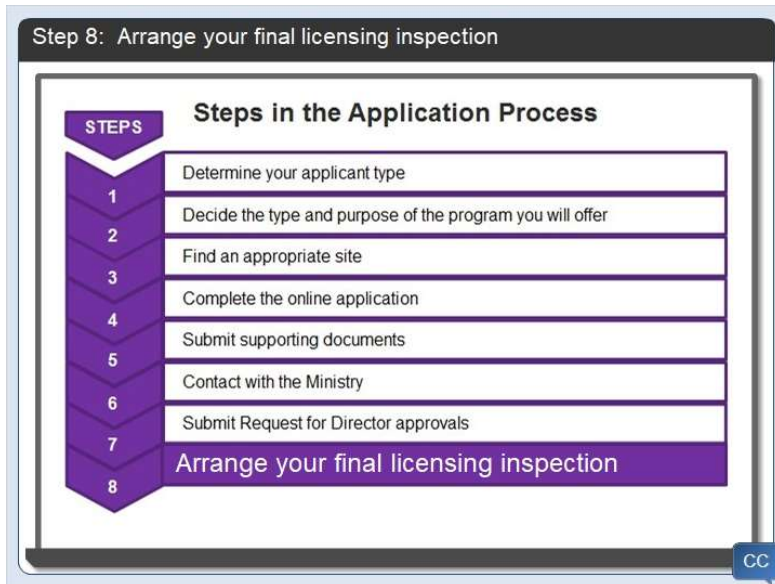 Step 8: Arrange your final licensing inspection
Steps in the Application Process
STEPS
1
Determine your applicant type
2
Decide the type and purpose of the program you will offer
3
Find an appropriate site
4
Complete the online application
5
Submit supporting documents
6
Contact with the Ministry
7
Submit Request for Director approvals
8
Arrange your final licensing inspection
CC